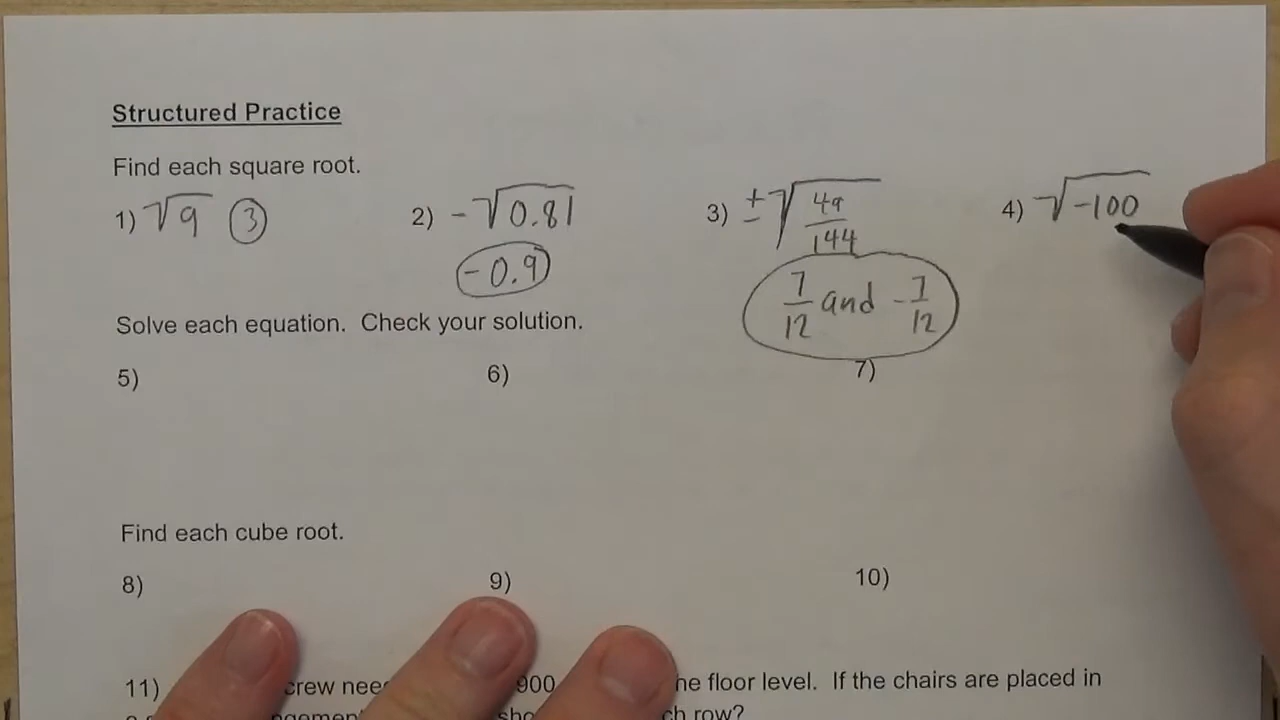 Structured Practice
Find each square root.
1) √9 3 2) -√0.81 3) ±√49/144 4) √-100
-0.9 7/12 and -7/12
Solve each equation. Check your solution.
5) 6) 7)
Find each cube root.
8) 9) 10)
11) crew 900 floor level. If the chairs are placed in
row?